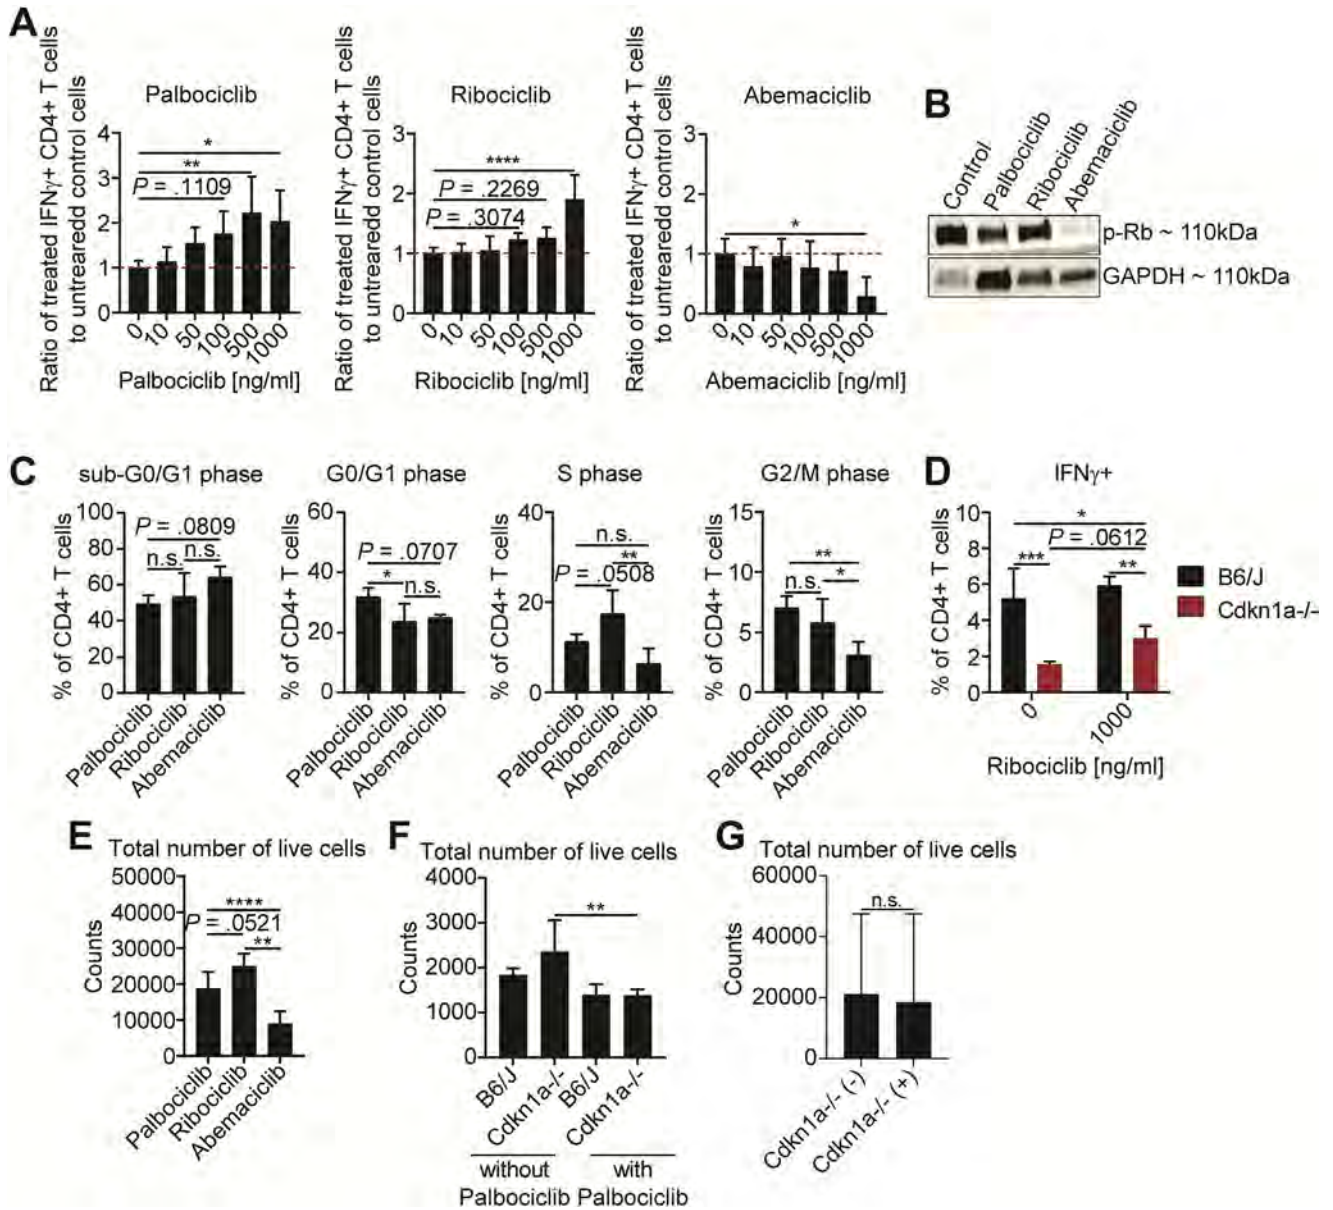 A
Ratio of treated IFNγ+ CD4+ T cells
to untreared control cells
Palbociclib
4
3
2
1
0
*
**
P = .1109
0 10 50 100 500 1000
Palbociclib [ng/ml]
Ratio of treated IFNγ+ CD4+ T cells
to untreared control cells
Ribociclib
3
2
1
0
****
P = .2269
P = .3074
0 10 50 100 500 1000
Ribociclib [ng/ml]
Ratio of treated IFNγ+ CD4+ T cells
to untreared control cells
Abemaciclib
3
2
1
0
*
0 10 50 100 500 1000
Abemaciclib [ng/ml]
B
Control Palbociclib Ribociclib Abemaciclib
p-Rb ~ 110kDa
GAPDH ~ 110kDa
C
sub-G0/G1 phase
% of CD4+ T cells
100
80
60
40
20
0
P = .0809
n.s. n.s.
Palbociclib Ribociclib Abemaciclib
G0/G1 phase
% of CD4+ T cells
60
40
20
0
P = .0707
* n.s.
Palbociclib Ribociclib Abemaciclib
S phase
% of CD4+ T cells
40
20
0
n.s.
**
P = .0508
Palbociclib Ribociclib Abemaciclib
G2/M phase
% of CD4+ T cells
15
10
5
0
**
n.s. *
Palbociclib Ribociclib Abemaciclib
D
IFNγ+
% of CD4+ T cells
10
8
6
4
2
0
*
P = .0612
*** **
0 1000
Ribociclib [ng/ml]
B6/J
Cdkn1a-/-
E
Total number of live cells
Counts
50000
40000
30000
20000
10000
0
****
P = .0521
**
Palbociclib Ribociclib Abemaciclib
F
Total number of live cells
Counts
4000
3000
2000
1000
0
**
B6/J Cdkn1a-/- B6/J Cdkn1a-/-
without with
Palbociclib Palbociclib
G
Total number of live cells
Counts
60000
40000
20000
0
n.s.
Cdkn1a-/- (-) Cdkn1a-/- (+)